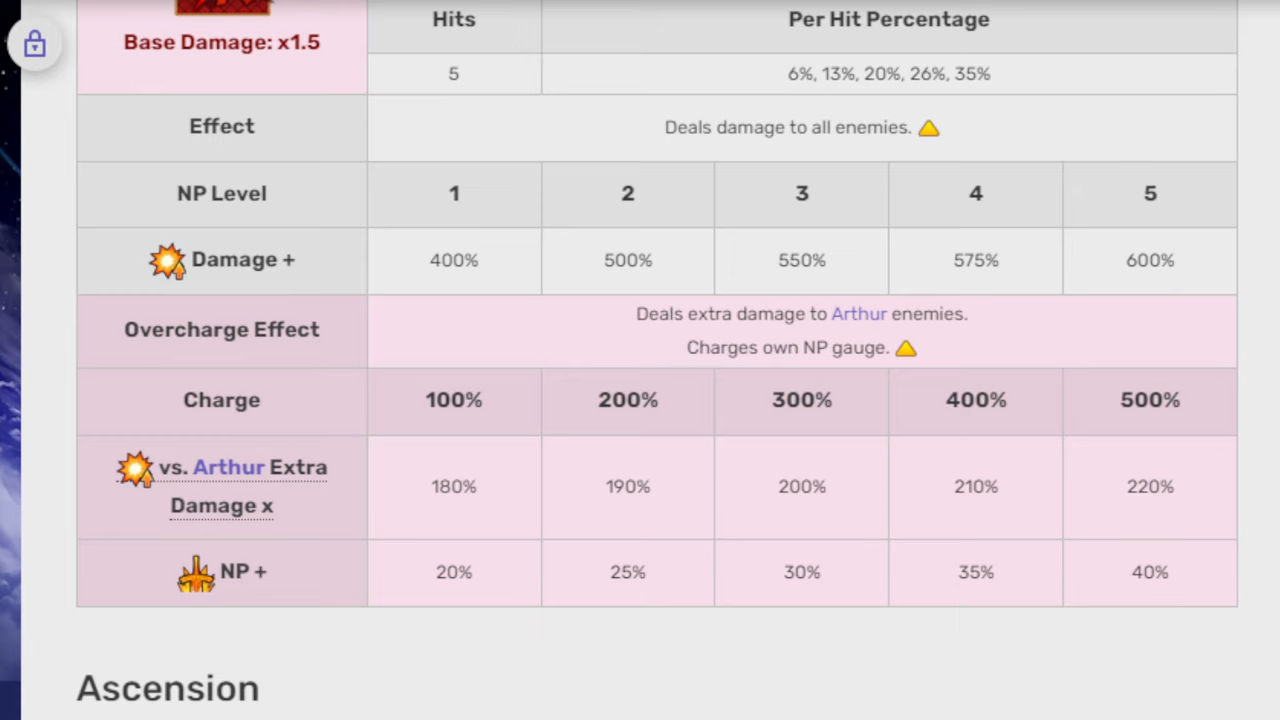 Base Damage: x1.5
Hits
Per Hit Percentage
5
6%, 13%, 20%, 26%, 35%
Effect
Deals damage to all enemies.
NP Level
1
2
3
4
5
Damage +
400%
500%
550%
575%
600%
Overcharge Effect
Deals extra damage to Arthur enemies.
Charges own NP gauge.
Charge
100%
200%
300%
400%
500%
vs. Arthur Extra
Damage x
180%
190%
200%
210%
220%
NP +
20%
25%
30%
35%
40%
Ascension